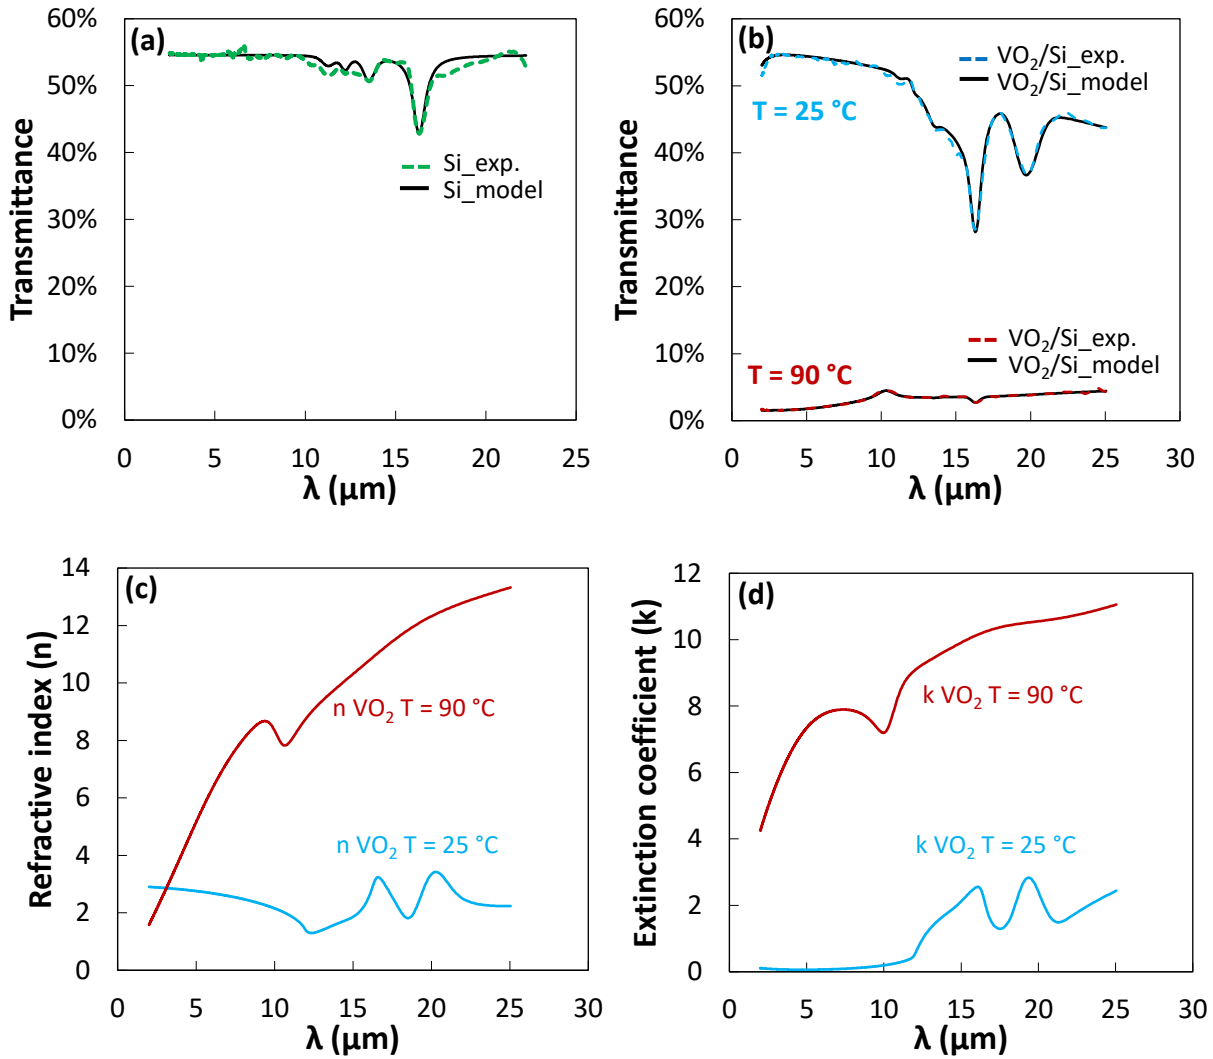 (a)
60%
50%
40%
30%
20%
10%
0%
Transmittance
Si_exp.
Si_model
0 5 10 15 20 25
λ (μm)
(b)
60%
50%
40%
30%
20%
10%
0%
Transmittance
VO₂/Si_exp.
VO₂/Si_model
T = 25 °C
VO₂/Si_exp.
VO₂/Si_model
T = 90 °C
0 5 10 15 20 25 30
λ (μm)
(c)
14
12
10
8
6
4
2
0
Refractive index (n)
n VO₂ T = 90 °C
n VO₂ T = 25 °C
0 5 10 15 20 25 30
λ (μm)
(d)
12
10
8
6
4
2
0
Extinction coefficient (k)
k VO₂ T = 90 °C
k VO₂ T = 25 °C
0 5 10 15 20 25 30
λ (μm)